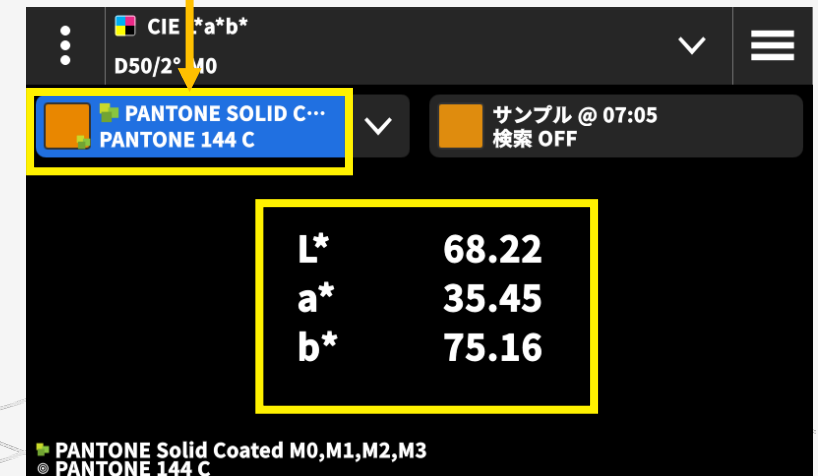 CIE L*a*b*
D50/2° M0
PANTONE SOLID C…
PANTONE 144 C
サンプル @ 07:05
検索 OFF
L* 68.22
a* 35.45
b* 75.16
PANTONE Solid Coated M0,M1,M2,M3
PANTONE 144 C